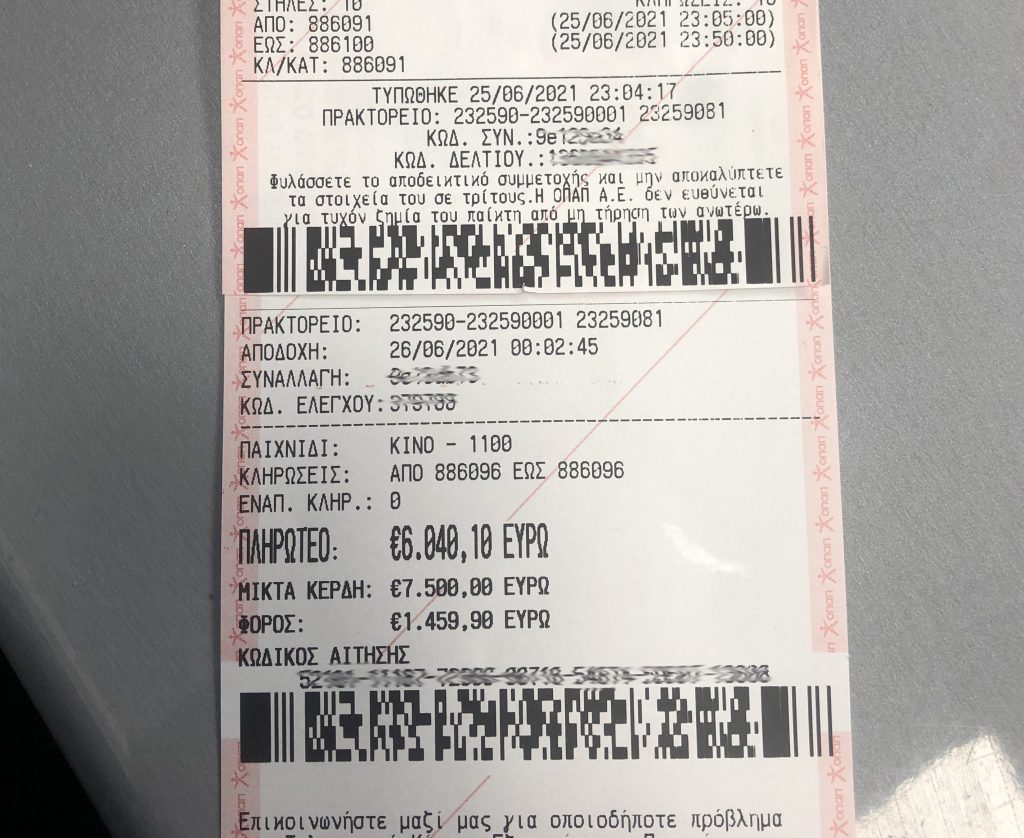 ΣΤΗΛΕΣ: 10 ΚΛΗΡΩΣΕΙΣ: 10
ΑΠΟ: 886091 (25/06/2021 23:05:00)
ΕΩΣ: 886100 (25/06/2021 23:50:00)
ΚΛ/ΚΑΤ: 886091
ΤΥΠΩΘΗΚΕ 25/06/2021 23:04:17
ΠΡΑΚΤΟΡΕΙΟ: 232590-232590001 23259081
ΚΩΔ. ΣΥΝ.:
ΚΩΔ. ΔΕΛΤΙΟΥ.:
Φυλάσσετε το αποδεικτικό συμμετοχής και μην αποκαλύπτετε
τα στοιχεία του σε τρίτους.Η ΟΠΑΠ Α.Ε. δεν ευθύνεται
για τυχόν ζημία του παίκτη από μη τήρηση των ανωτέρω.
ΠΡΑΚΤΟΡΕΙΟ: 232590-232590001 23259081
ΑΠΟΔΟΧΗ: 26/06/2021 00:02:45
ΣΥΝΑΛΛΑΓΗ:
ΚΩΔ. ΕΛΕΓΧΟΥ:
ΠΑΙΧΝΙΔΙ: ΚΙΝΟ - 1100
ΚΛΗΡΩΣΕΙΣ: ΑΠΟ 886096 ΕΩΣ 886096
ΕΝΑΠ. ΚΛΗΡ.: 0
ΠΛΗΡΩΤΕΟ: €6.040,10 ΕΥΡΩ
ΜΙΚΤΑ ΚΕΡΔΗ: €7.500,00 ΕΥΡΩ
ΦΟΡΟΣ: €1.459,90 ΕΥΡΩ
ΚΩΔΙΚΟΣ ΑΙΤΗΣΗΣ
Επικοινωνήστε μαζί μας για οποιοδήποτε πρόβλημα